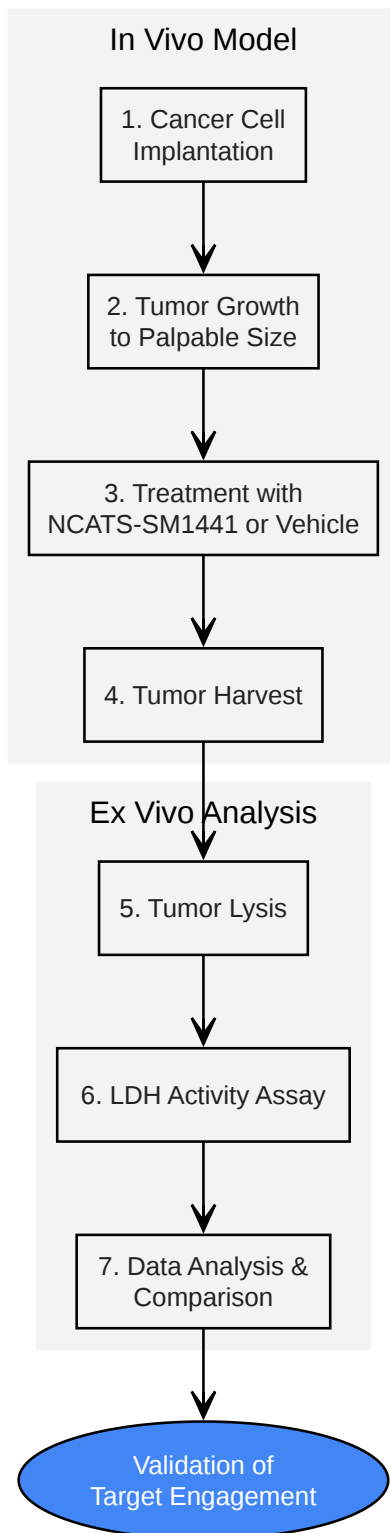 In Vivo Model
1. Cancer Cell
Implantation
2. Tumor Growth
to Palpable Size
3. Treatment with
NCATS-SM1441 or Vehicle
4. Tumor Harvest
Ex Vivo Analysis
5. Tumor Lysis
6. LDH Activity Assay
7. Data Analysis &
Comparison
Validation of
Target Engagement